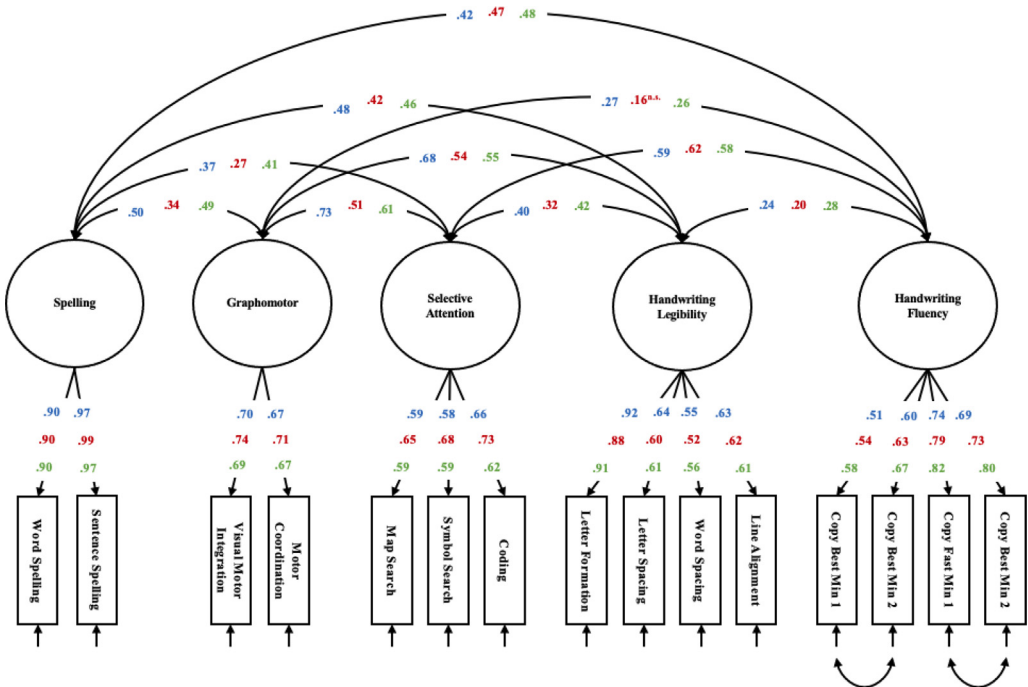 .42 .47 .48
.48 .42 .46
.27 .16n.s. .26
.37 .27 .41
.68 .54 .55
.59 .62 .58
.50 .34 .49
.73 .51 .61
.40 .32 .42
.24 .20 .28
Spelling
Graphomotor
Selective
Attention
Handwriting
Legibility
Handwriting
Fluency
.90 .97
.70 .67
.59 .58 .66
.92 .64 .55 .63
.51 .60 .74 .69
.90 .99
.74 .71
.65 .68 .73
.88 .60 .52 .62
.54 .63 .79 .73
.90 .97
.69 .67
.59 .59 .62
.91 .61 .56 .61
.58 .67 .82 .80
Word Spelling
Sentence Spelling
Visual Motor
Integration
Motor
Coordination
Map Search
Symbol Search
Coding
Letter Formation
Letter Spacing
Word Spacing
Line Alignment
Copy Best Min 1
Copy Best Min 2
Copy Fast Min 1
Copy Best Min 2